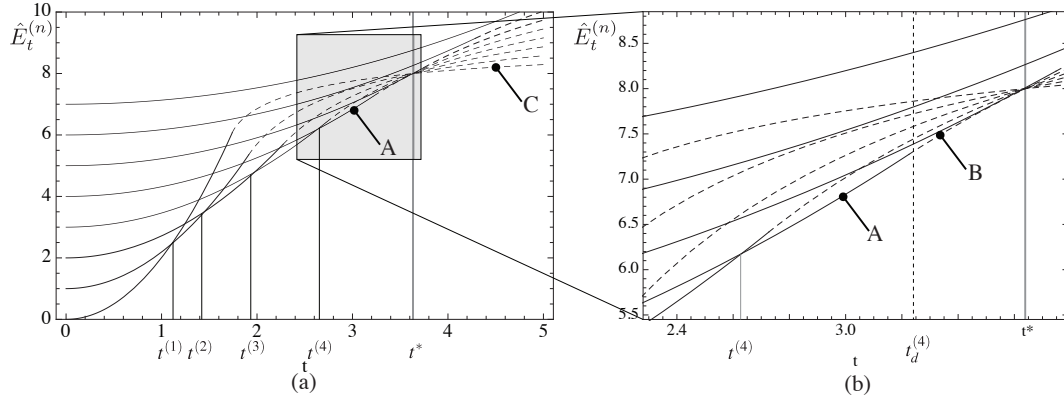 10
8
6
4
2
0
Ê_t^{(n)}
A
C
0
1
2
3
4
5
t^{(1)}
t^{(2)}
t^{(3)}
t^{(4)}
t*
t
(a)
Ê_t^{(n)}
8.5
8.0
7.5
7.0
6.5
6.0
5.5
A
B
2.4
3.0
t*
t^{(4)}
t_d^{(4)}
t
(b)